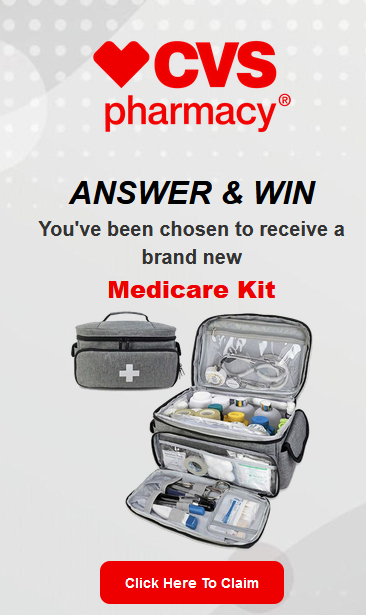 CVS
pharmacy®
ANSWER & WIN
You've been chosen to receive a
brand new
Medicare Kit
Click Here To Claim